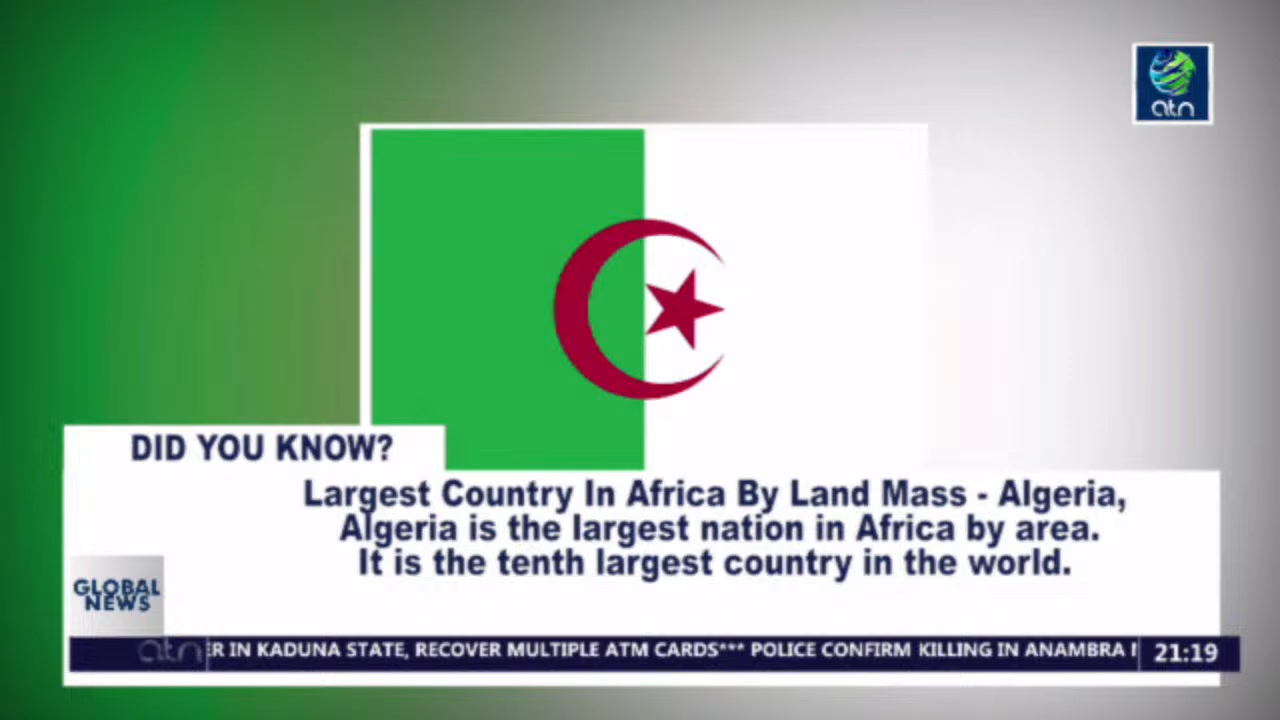 atn
DID YOU KNOW?
Largest Country In Africa By Land Mass - Algeria,
Algeria is the largest nation in Africa by area.
It is the tenth largest country in the world.
GLOBAL
NEWS
atn
ER IN KADUNA STATE, RECOVER MULTIPLE ATM CARDS*** POLICE CONFIRM KILLING IN ANAMBRA
21:19